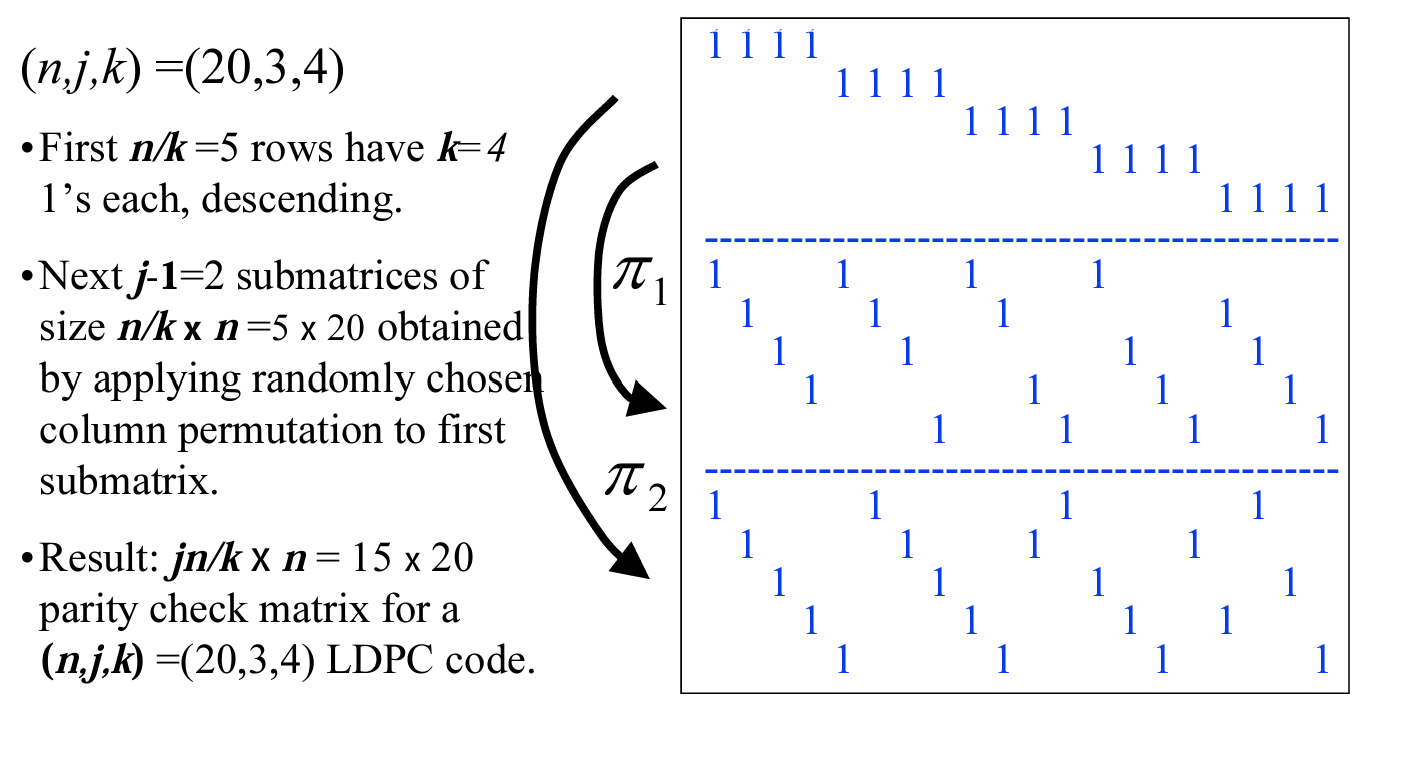 (n,j,k) =(20,3,4)
•First n/k =5 rows have k=4
1’s each, descending.
•Next j-1=2 submatrices of
size n/k x n =5 x 20 obtained
by applying randomly chosen
column permutation to first
submatrix.
•Result: jn/k x n = 15 x 20
parity check matrix for a
(n,j,k) =(20,3,4) LDPC code.
π1
π2
1 1 1 1
1 1 1 1
1 1 1 1
1 1 1 1
1 1 1 1
--------------------------------------------
1 1 1 1
1 1 1 1
1 1 1 1
1 1 1 1
1 1 1 1
--------------------------------------------
1 1 1 1
1 1 1 1
1 1 1 1
1 1 1 1
1 1 1 1